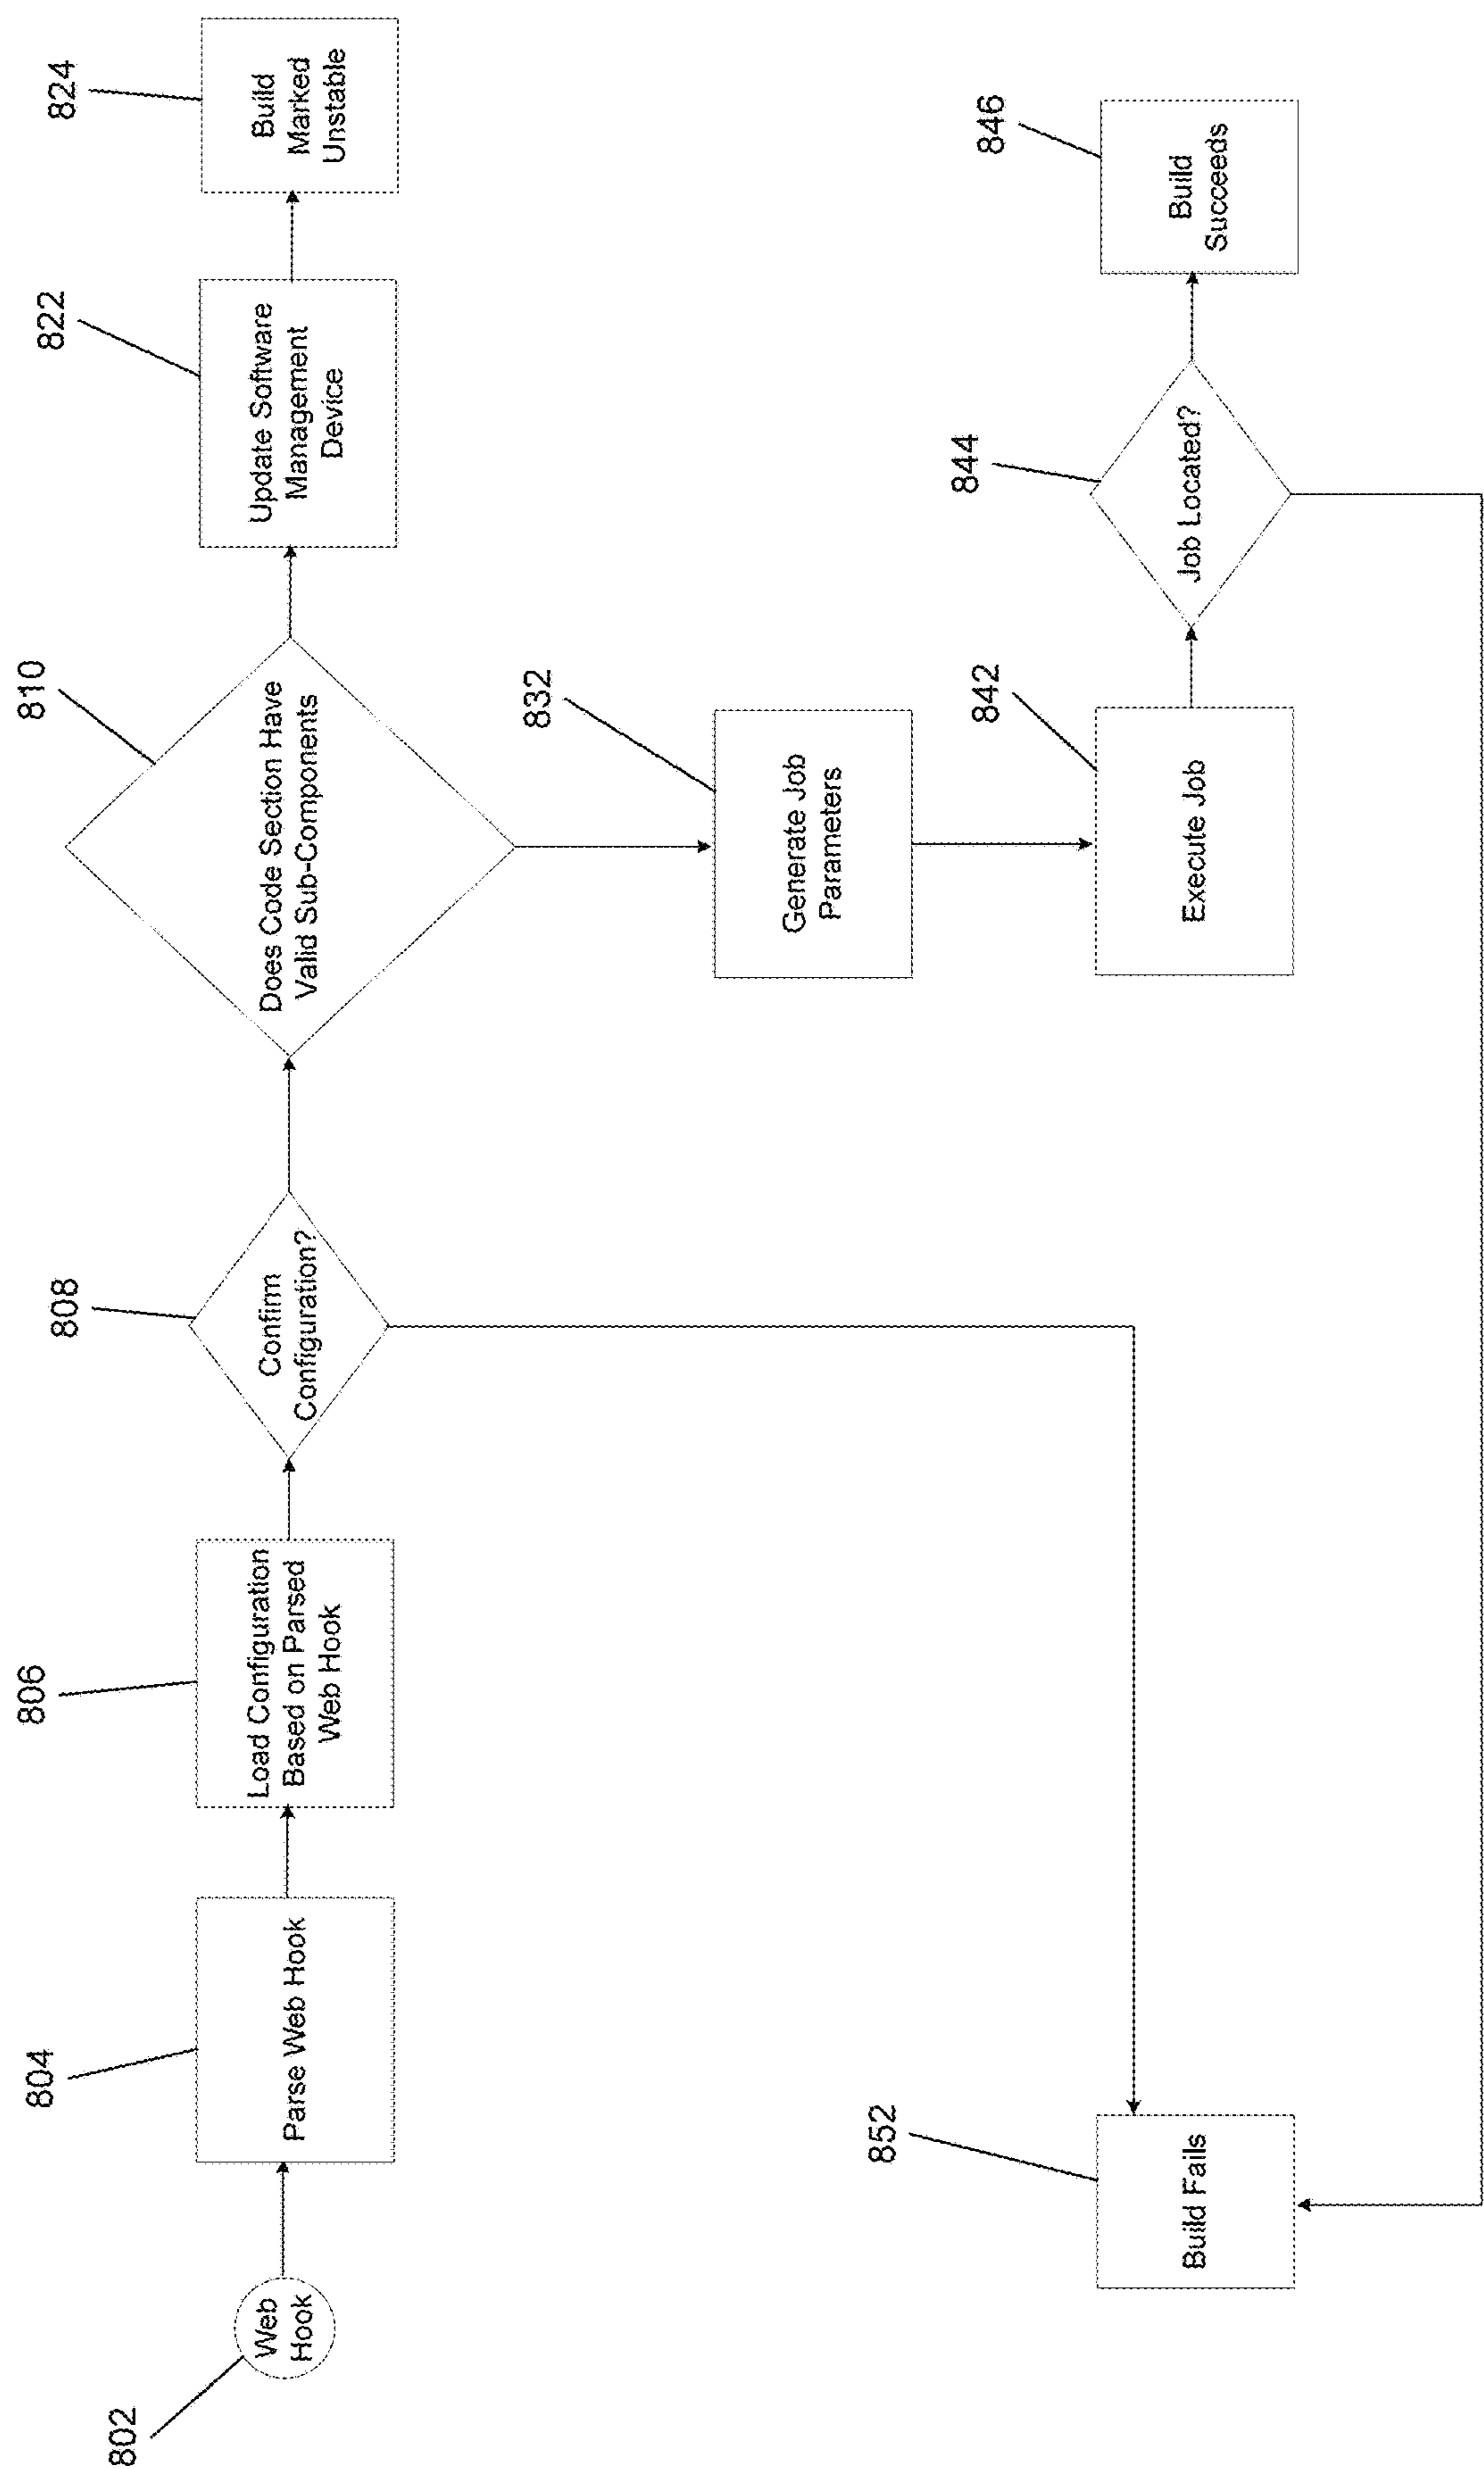 802
Web
Hook
804
Parse Web Hook
806
Load Configuration
Based on Parsed
Web Hook
808
Confirm
Configuration?
810
Does Code Section Have
Valid Sub-Components
822
Update Software
Management
Device
824
Build
Marked
Unstable
832
Generate Job
Parameters
842
Execute Job
844
Job Located?
846
Build
Succeeds
852
Build Fails